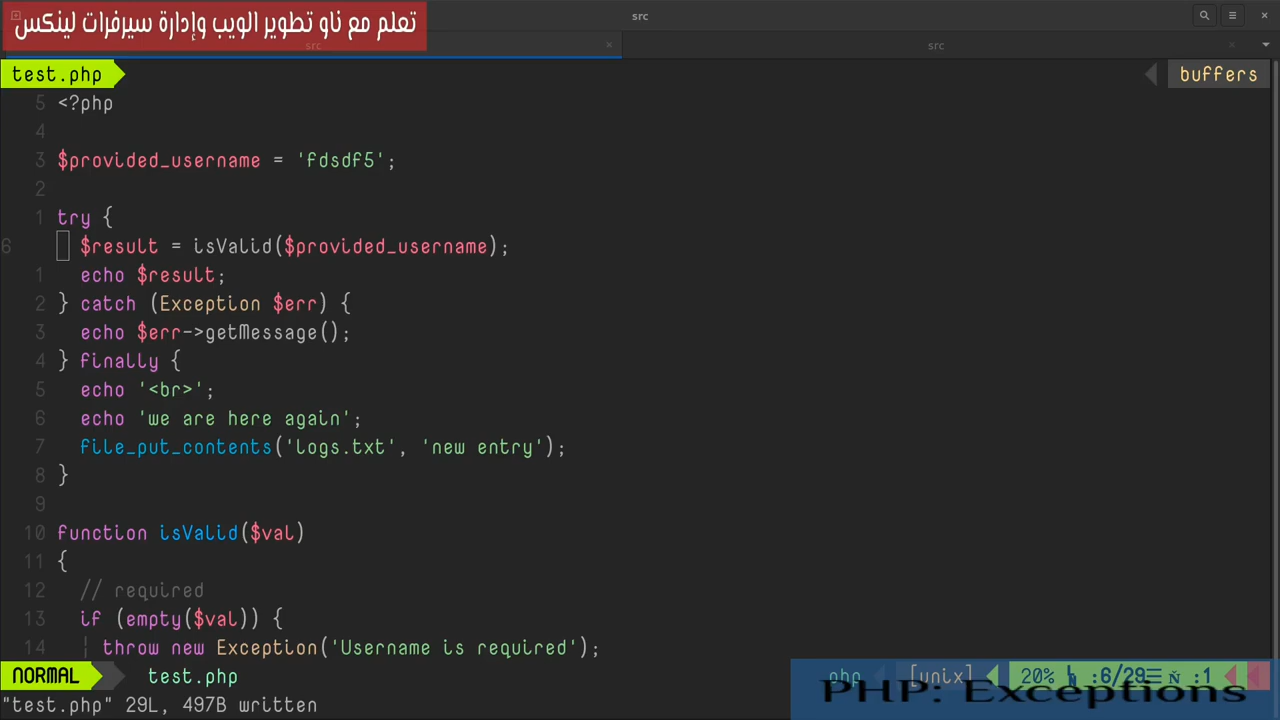 تعلم مع ناو تطوير الويب وإدارة سيرفرات لينكس
src
src
src
test.php
buffers
5 <?php
4
3 $provided_username = 'fdsdf5';
2
1 try {
6 $result = isValid($provided_username);
1 echo $result;
2 } catch (Exception $err) {
3 echo $err->getMessage();
4 } finally {
5 echo '<br>';
6 echo 'we are here again';
7 file_put_contents('logs.txt', 'new entry');
8 }
9
10 function isValid($val)
11 {
12 // required
13 if (empty($val)) {
14 throw new Exception('Username is required');
NORMAL test.php php [unix] 20% :6/29 :1
PHP: Exceptions
"test.php" 29L, 497B written